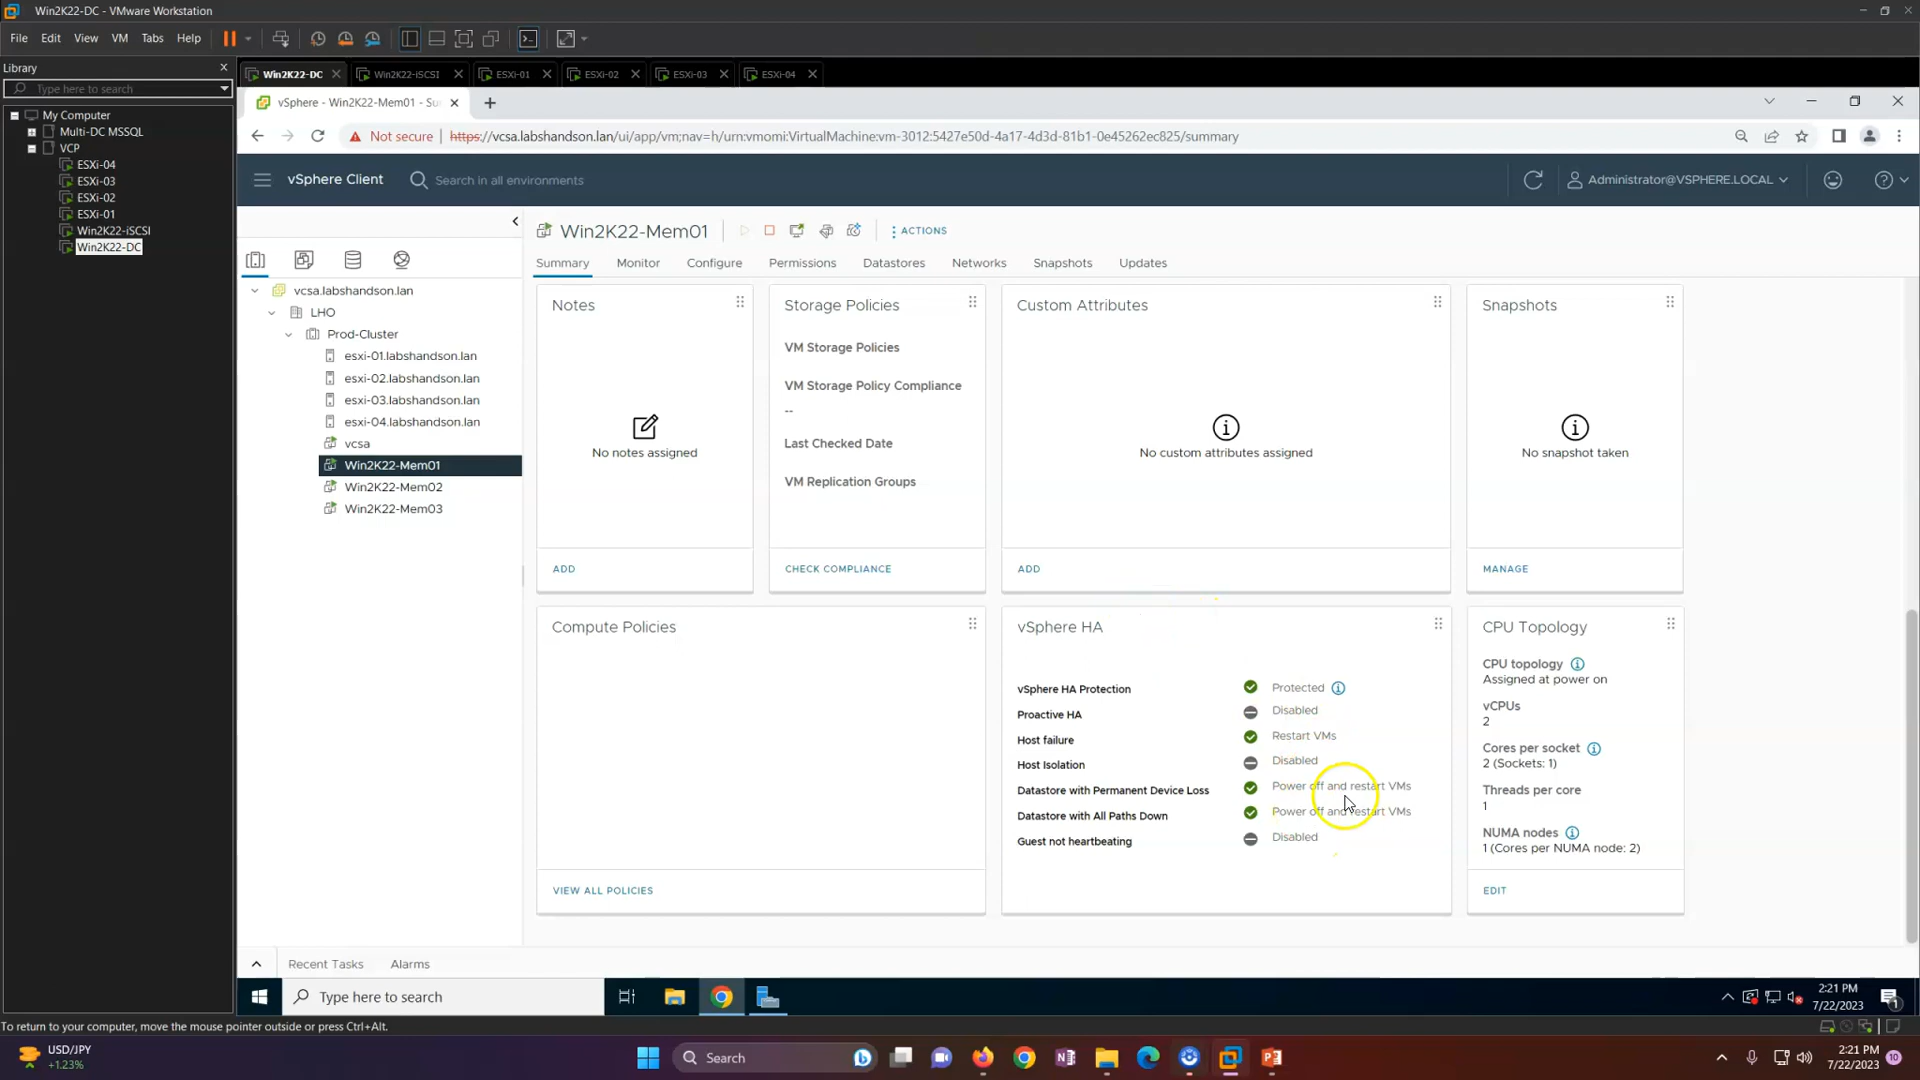 Win2K22-DC - VMware Workstation
File Edit View VM Tabs Help
Library
Type here to search
My Computer
Multi-DC MSSQL
VCP
ESXi-04
ESXi-03
ESXi-02
ESXi-01
Win2K22-iSCSI
Win2K22-DC
Win2K22-DC Win2K22-iSCSI ESXi-01 ESXi-02 ESXi-03 ESXi-04
vSphere - Win2K22-Mem01 - Su
Not secure https://vcsa.labshandson.lan/ui/app/vm;nav=h/urn:vmomi:VirtualMachine:vm-3012:5427e50d-4a17-4d3d-81b1-0e45262ec825/summary
vSphere Client Search in all environments Administrator@VSPHERE.LOCAL
vcsa.labshandson.lan
LHO
Prod-Cluster
esxi-01.labshandson.lan
esxi-02.labshandson.lan
esxi-03.labshandson.lan
esxi-04.labshandson.lan
vcsa
Win2K22-Mem01
Win2K22-Mem02
Win2K22-Mem03
Win2K22-Mem01 ACTIONS
Summary Monitor Configure Permissions Datastores Networks Snapshots Updates
Notes
No notes assigned
ADD
Storage Policies
VM Storage Policies
VM Storage Policy Compliance
--
Last Checked Date
VM Replication Groups
CHECK COMPLIANCE
Custom Attributes
No custom attributes assigned
ADD
Snapshots
No snapshot taken
MANAGE
Compute Policies
VIEW ALL POLICIES
vSphere HA
vSphere HA Protection Protected
Proactive HA Disabled
Host failure Restart VMs
Host Isolation Disabled
Datastore with Permanent Device Loss Power off and restart VMs
Datastore with All Paths Down Power off and restart VMs
Guest not heartbeating Disabled
CPU Topology
CPU topology
Assigned at power on
vCPUs
2
Cores per socket
2 (Sockets: 1)
Threads per core
1
NUMA nodes
1 (Cores per NUMA node: 2)
EDIT
Recent Tasks Alarms
Type here to search
2:21 PM
7/22/2023
1
To return to your computer, move the mouse pointer outside or press Ctrl+Alt.
USD/JPY
+1.23%
Search
2:21 PM
7/22/2023
10